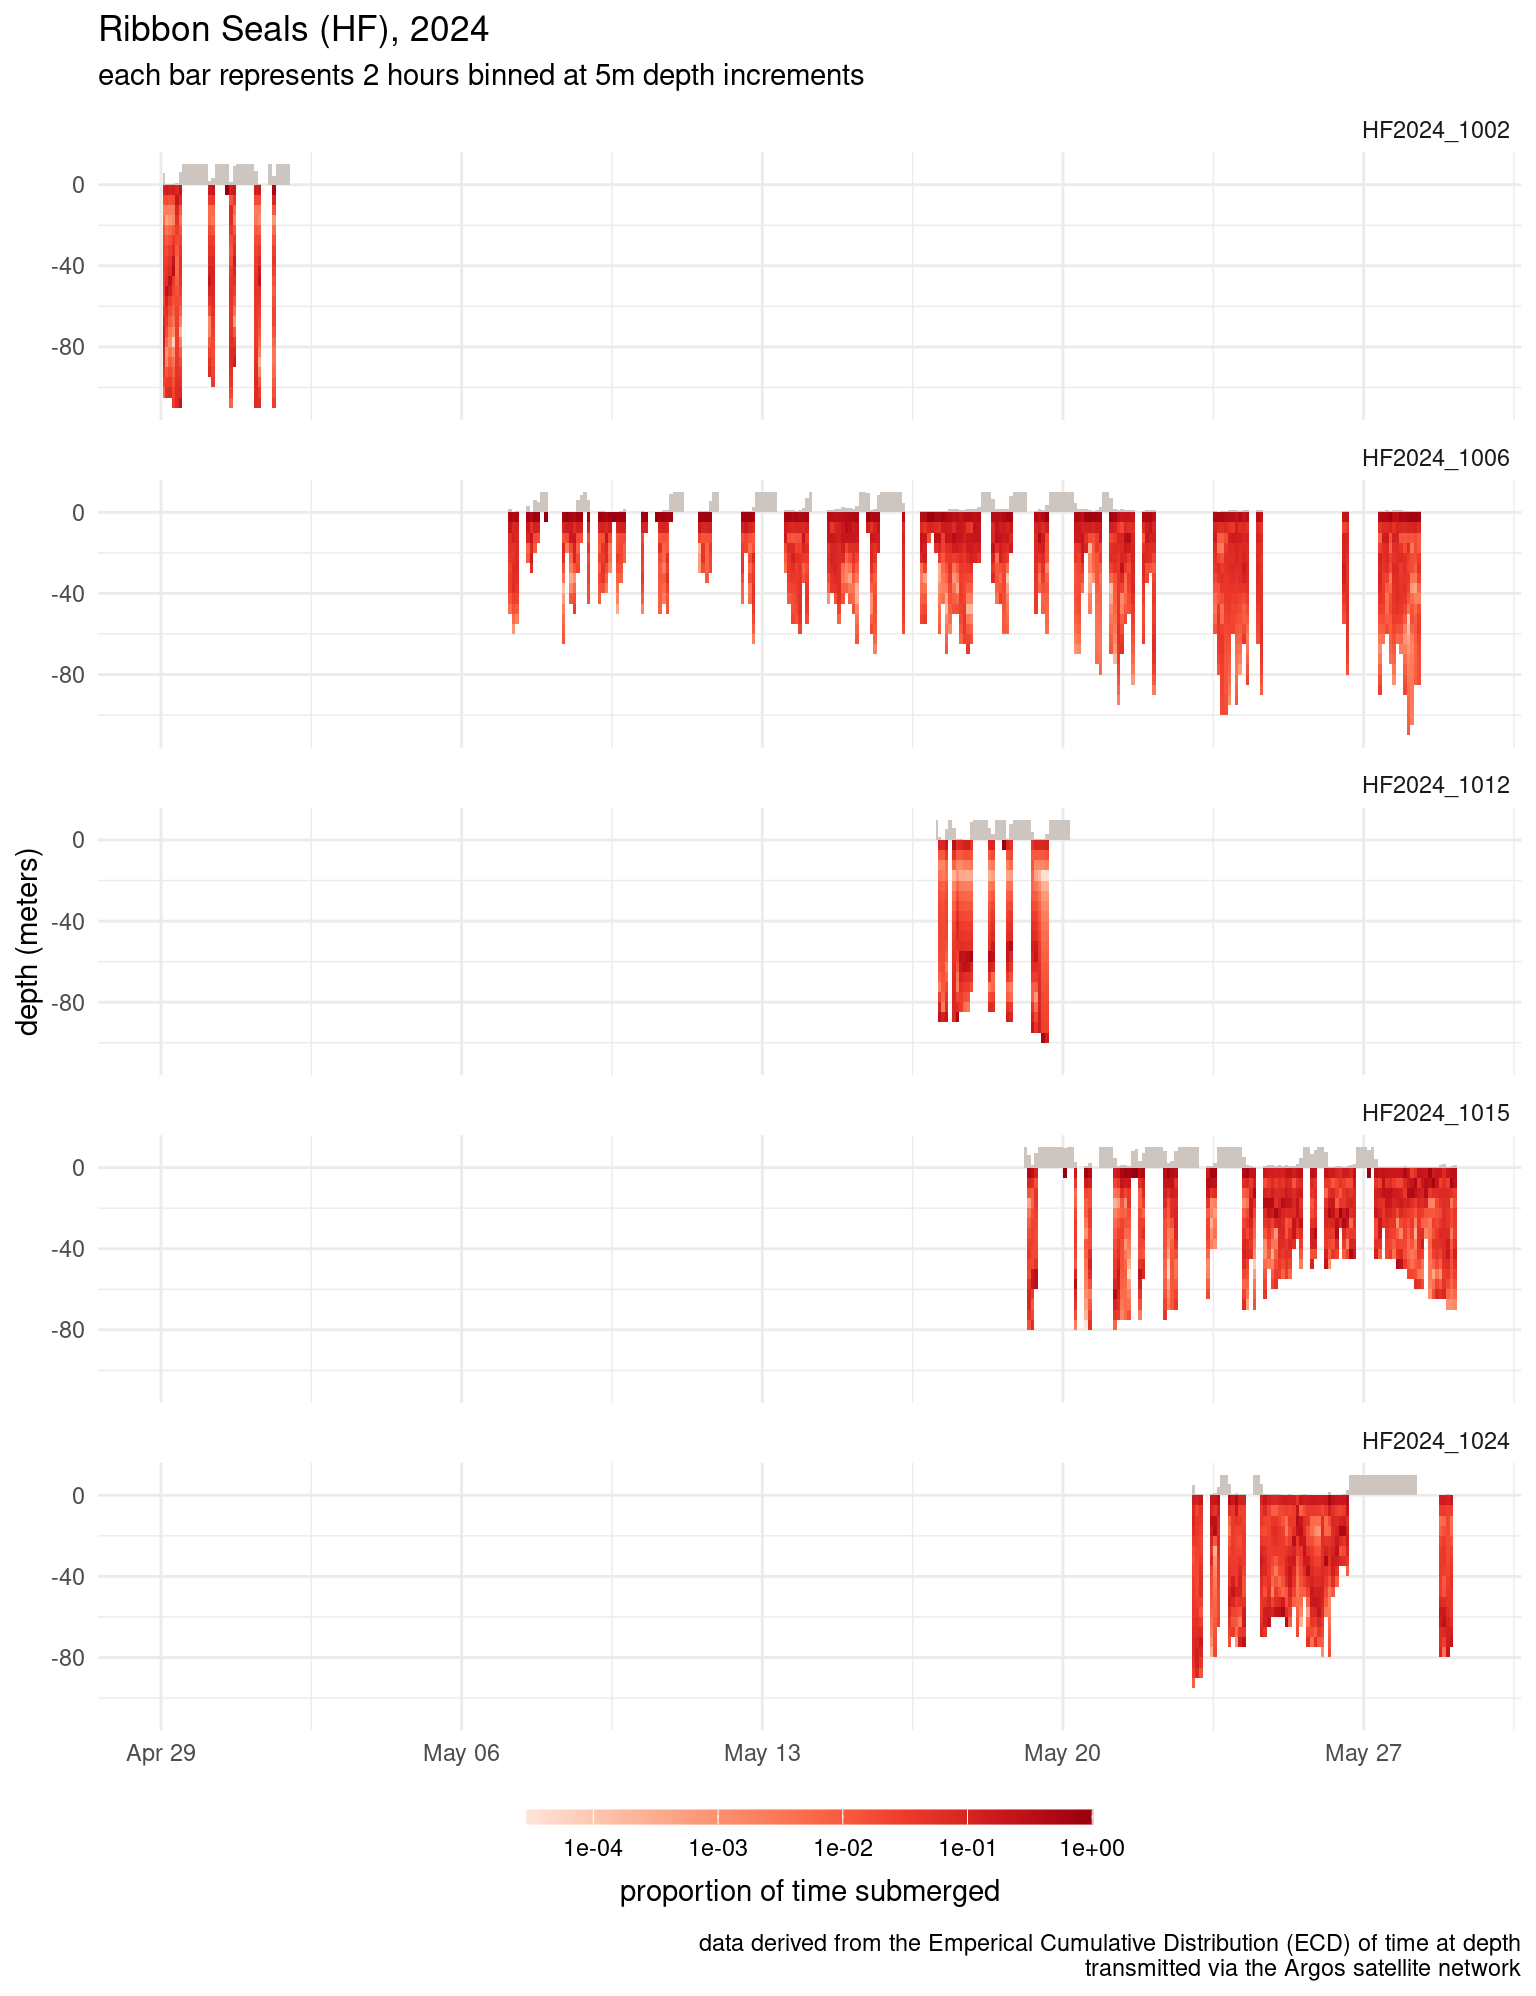 Ribbon Seals (HF), 2024
each bar represents 2 hours binned at 5m depth increments
HF2024_1002
0
-40
-80
HF2024_1006
0
-40
-80
HF2024_1012
0
-40
-80
depth (meters)
HF2024_1015
0
-40
-80
HF2024_1024
0
-40
-80
Apr 29 May 06 May 13 May 20 May 27
1e-04 1e-03 1e-02 1e-01 1e+00
proportion of time submerged
data derived from the Emperical Cumulative Distribution (ECD) of time at depth
transmitted via the Argos satellite network